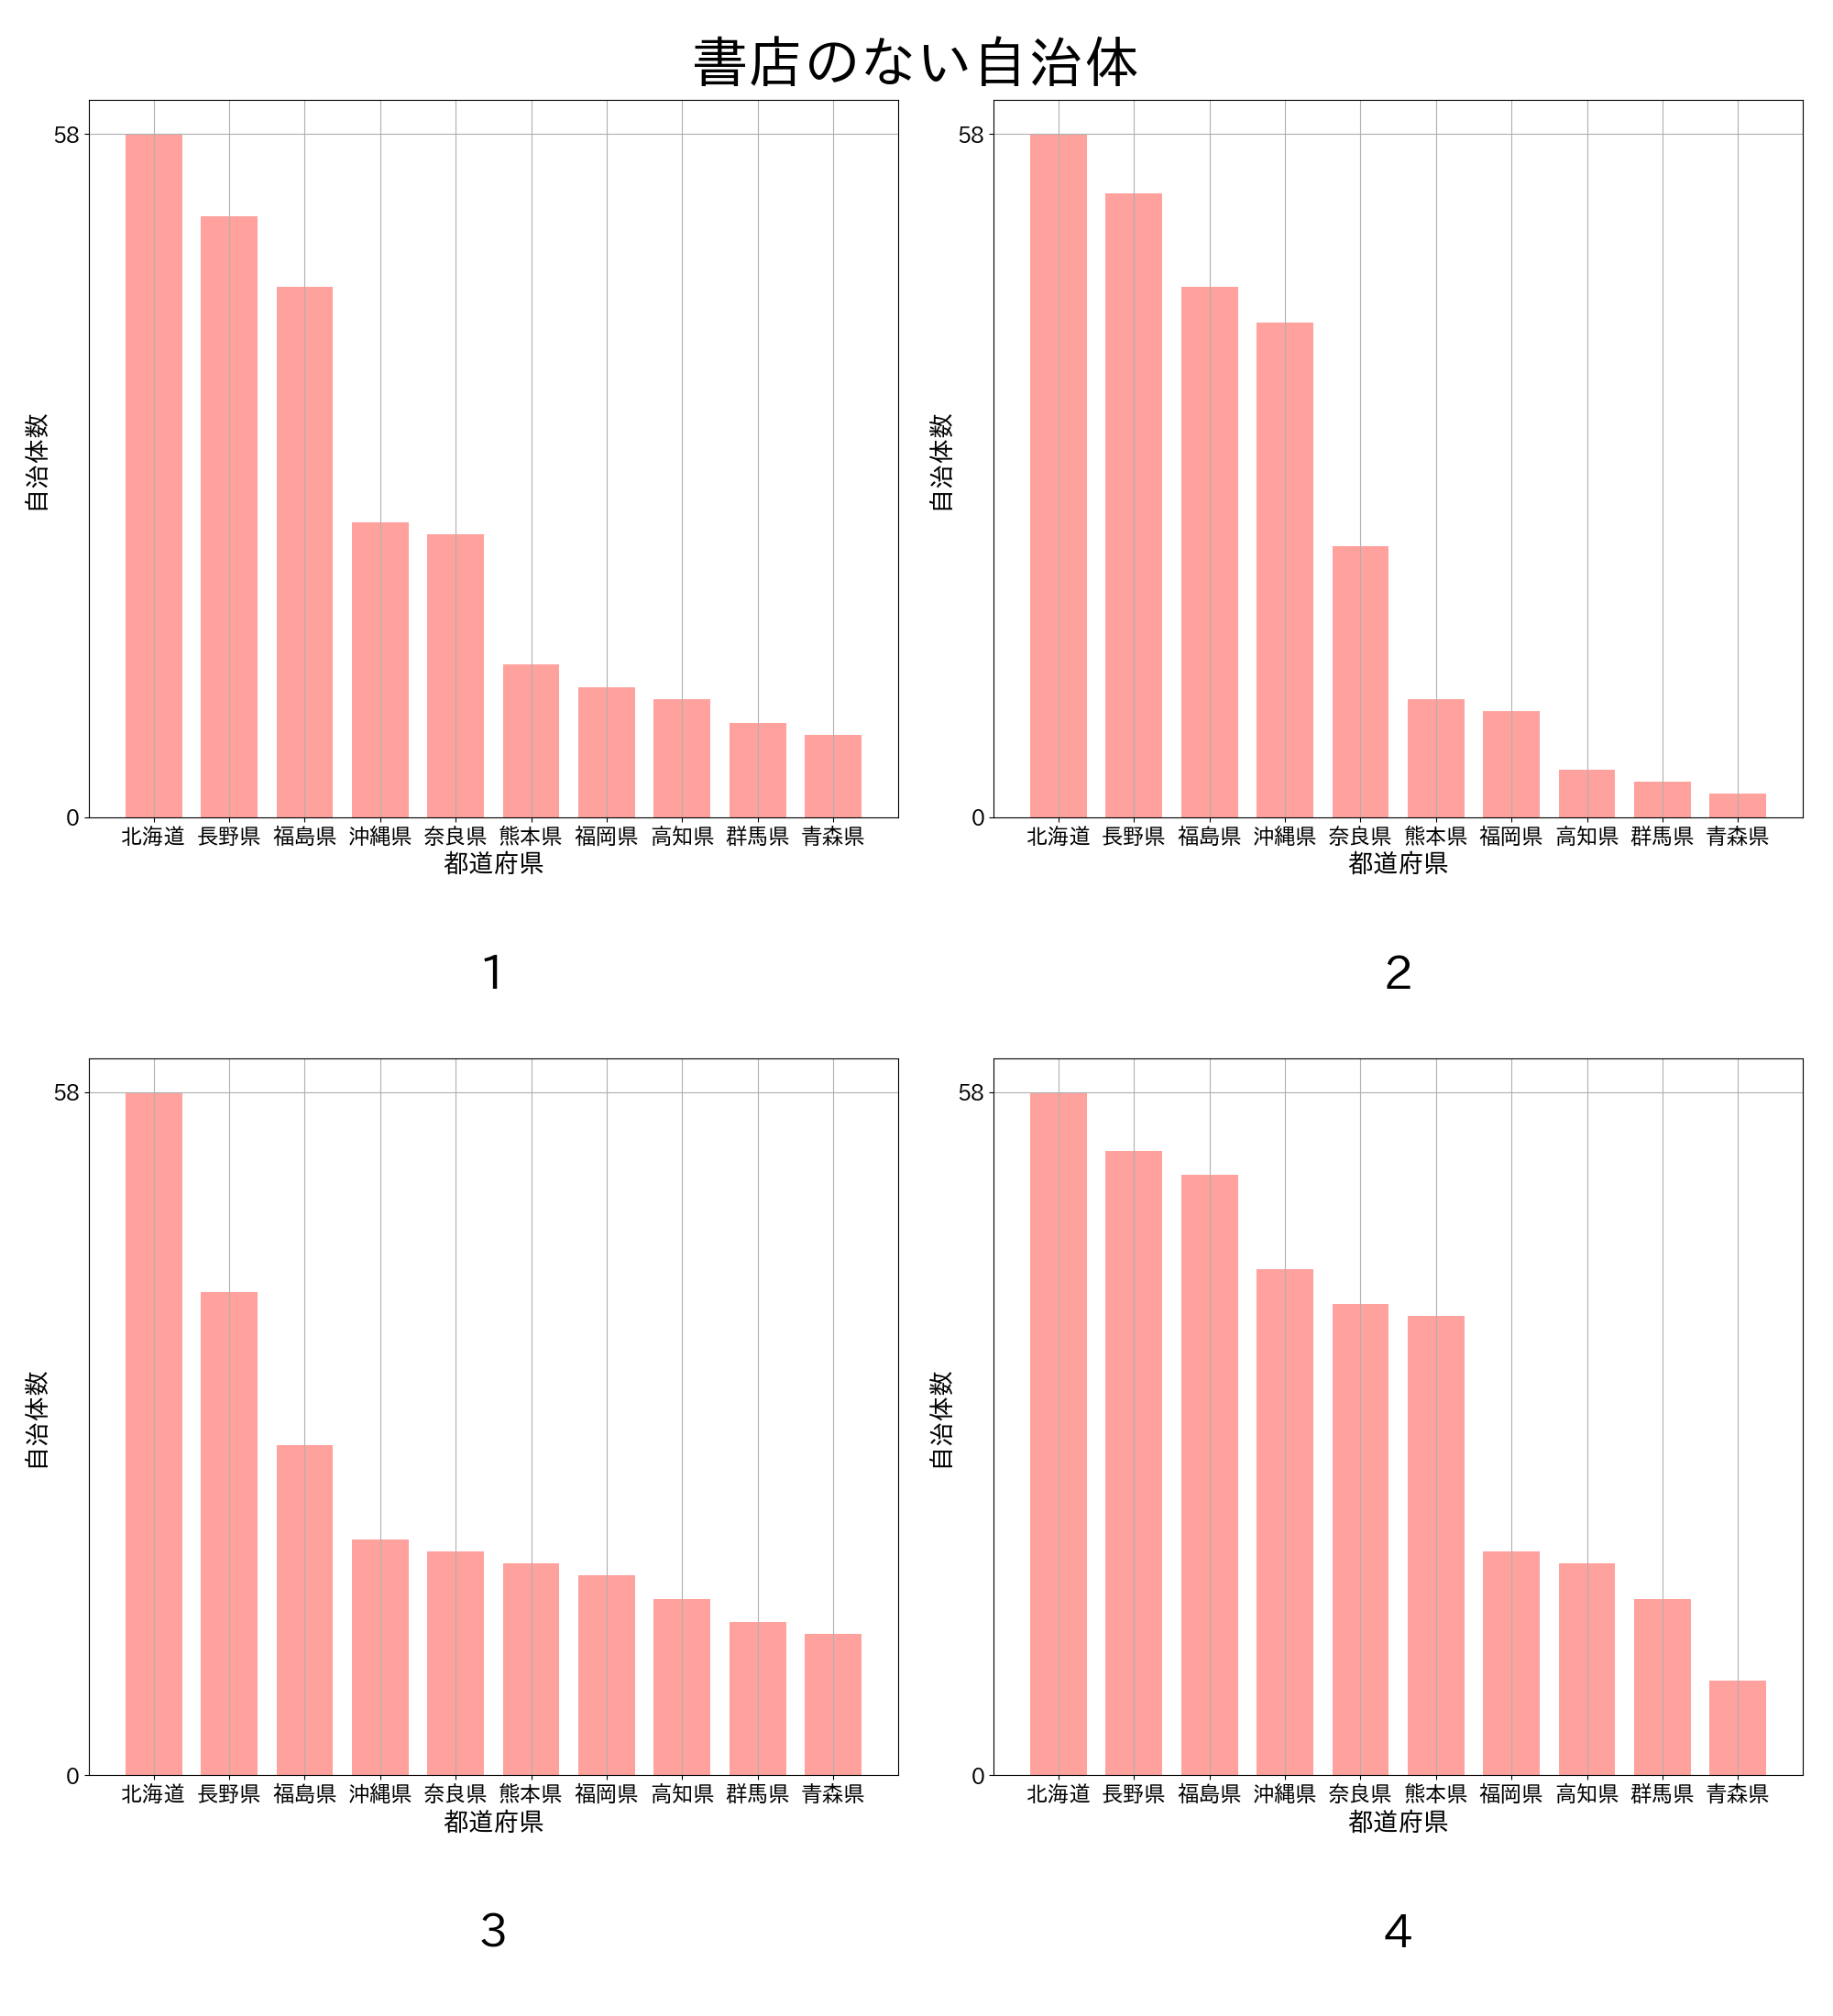 書店のない自治体
58
0
自治体数
北海道 長野県 福島県 沖縄県 奈良県 熊本県 福岡県 高知県 群馬県 青森県
都道府県
1
58
0
自治体数
北海道 長野県 福島県 沖縄県 奈良県 熊本県 福岡県 高知県 群馬県 青森県
都道府県
2
58
0
自治体数
北海道 長野県 福島県 沖縄県 奈良県 熊本県 福岡県 高知県 群馬県 青森県
都道府県
3
58
0
自治体数
北海道 長野県 福島県 沖縄県 奈良県 熊本県 福岡県 高知県 群馬県 青森県
都道府県
4